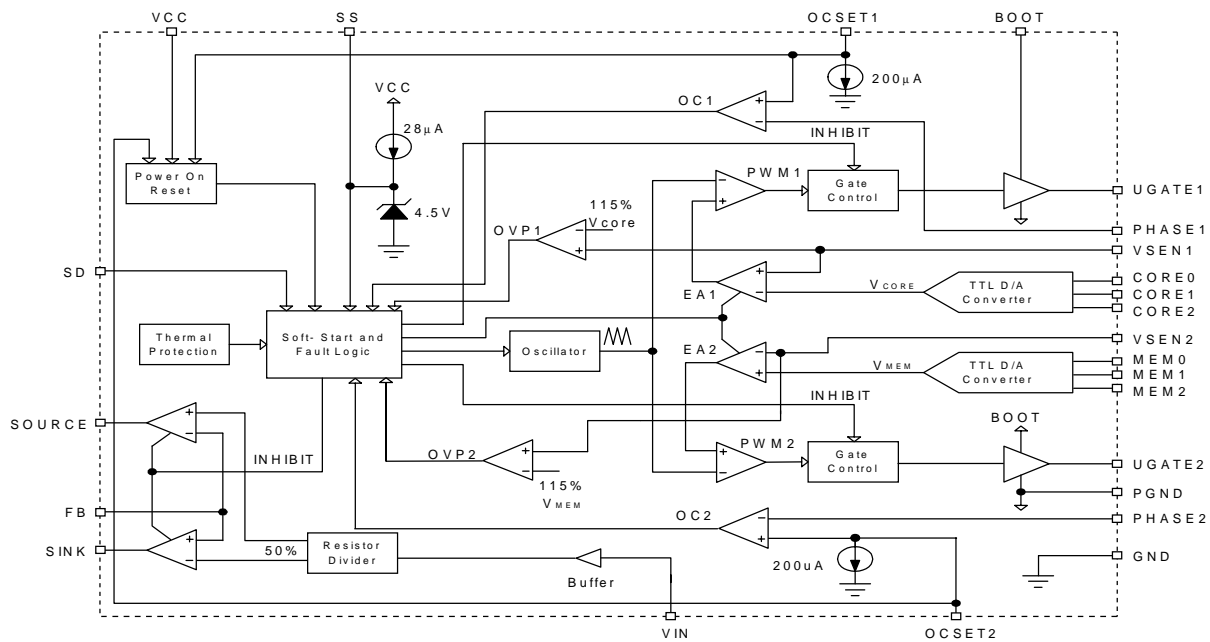 VCC
SS
OCSET1
BOOT
VCC
200μA
OC1
28μA
+
−
INHIBIT
Power On
Reset
PWM1
−
+
Gate
Control
UGATE1
4.5V
115%
Vcore
OVP1
−
+
PHASE1
VSEN1
SD
EA1
+
−
VCORE
TTL D/A
Converter
CORE0
CORE1
CORE2
Thermal
Protection
Soft- Start and
Fault Logic
Oscillator
EA2
−
+
VMEM
TTL D/A
Converter
VSEN2
MEM0
MEM1
MEM2
INHIBIT
BOOT
SOURCE
+
−
INHIBIT
OVP2
+
−
115%
VMEM
PWM2
+
−
Gate
Control
UGATE2
PGND
FB
OC2
−
+
PHASE2
SINK
+
−
50%
Resistor
Divider
Buffer
200uA
GND
VIN
OCSET2